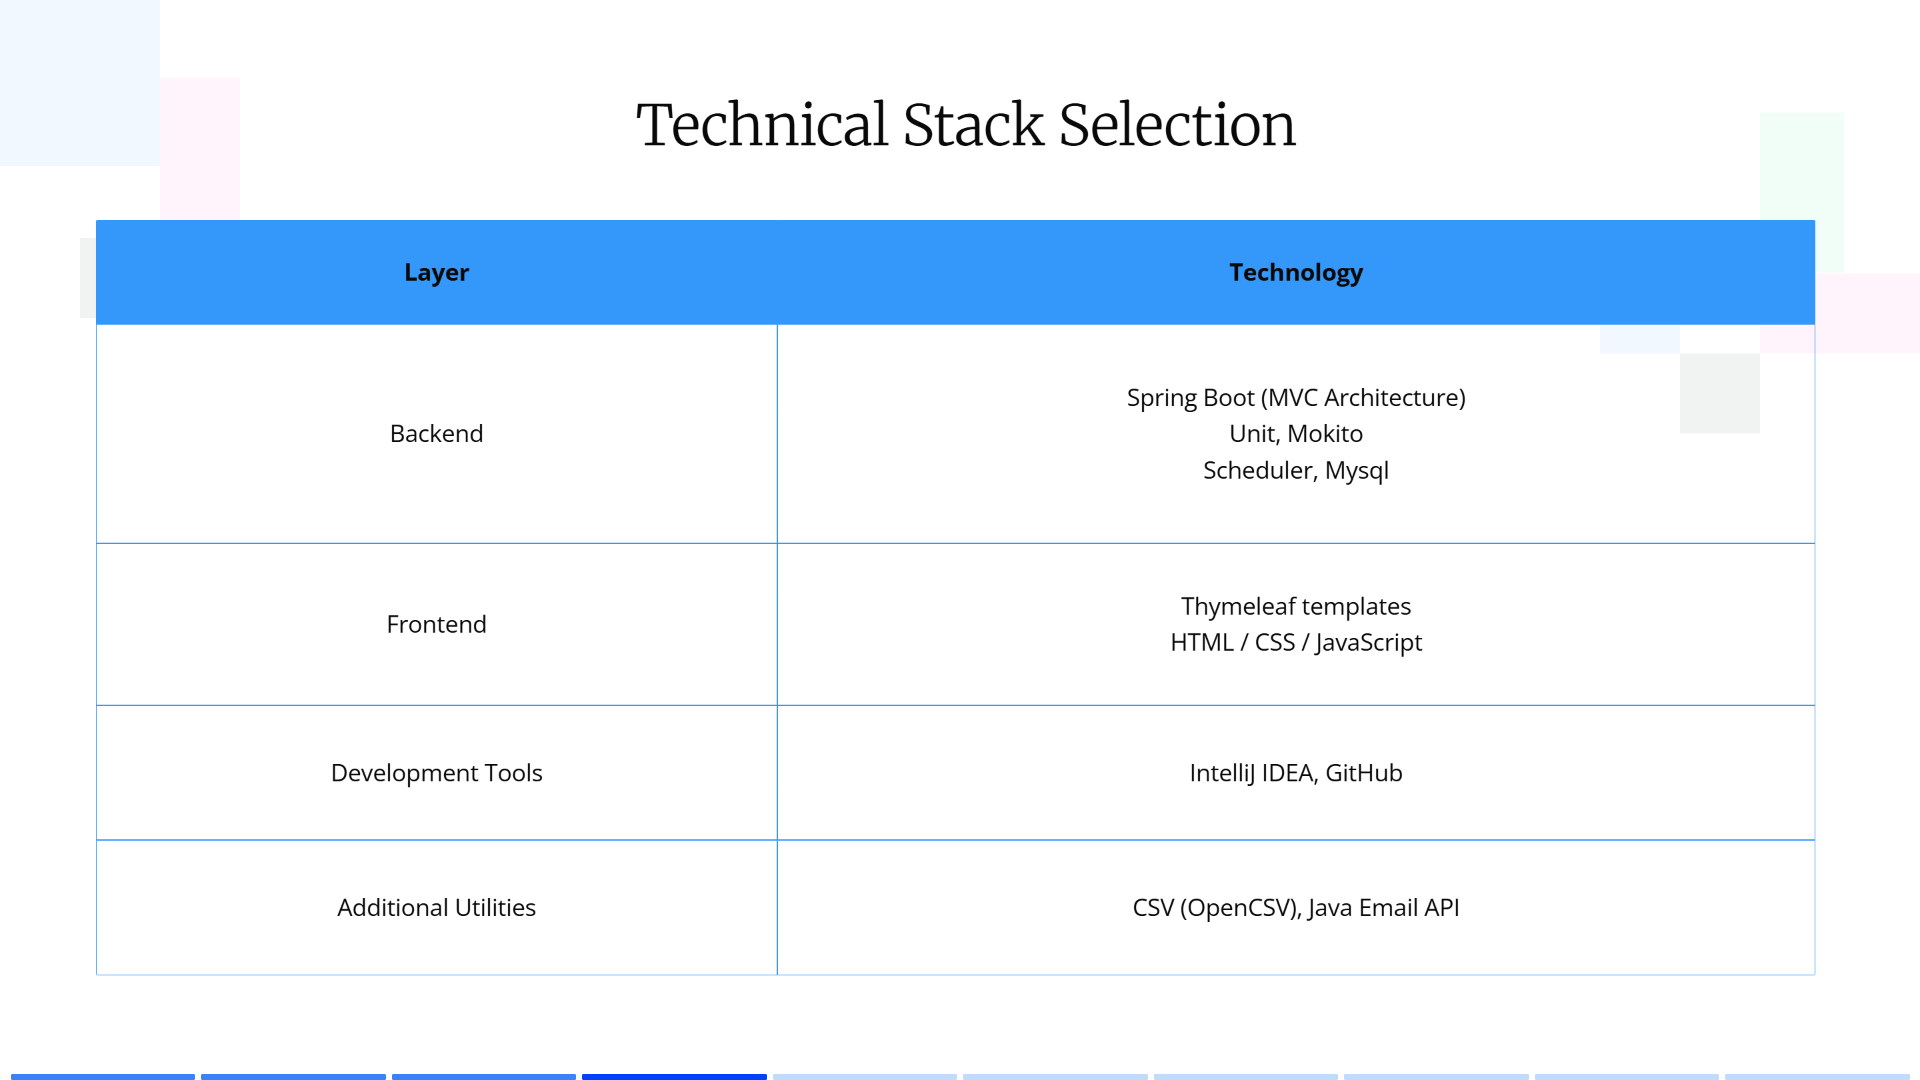 Technical Stack Selection
Layer
Technology
Backend
Spring Boot (MVC Architecture)
Unit, Mokito
Scheduler, Mysql
Frontend
Thymeleaf templates
HTML / CSS / JavaScript
Development Tools
IntelliJ IDEA, GitHub
Additional Utilities
CSV (OpenCSV), Java Email API